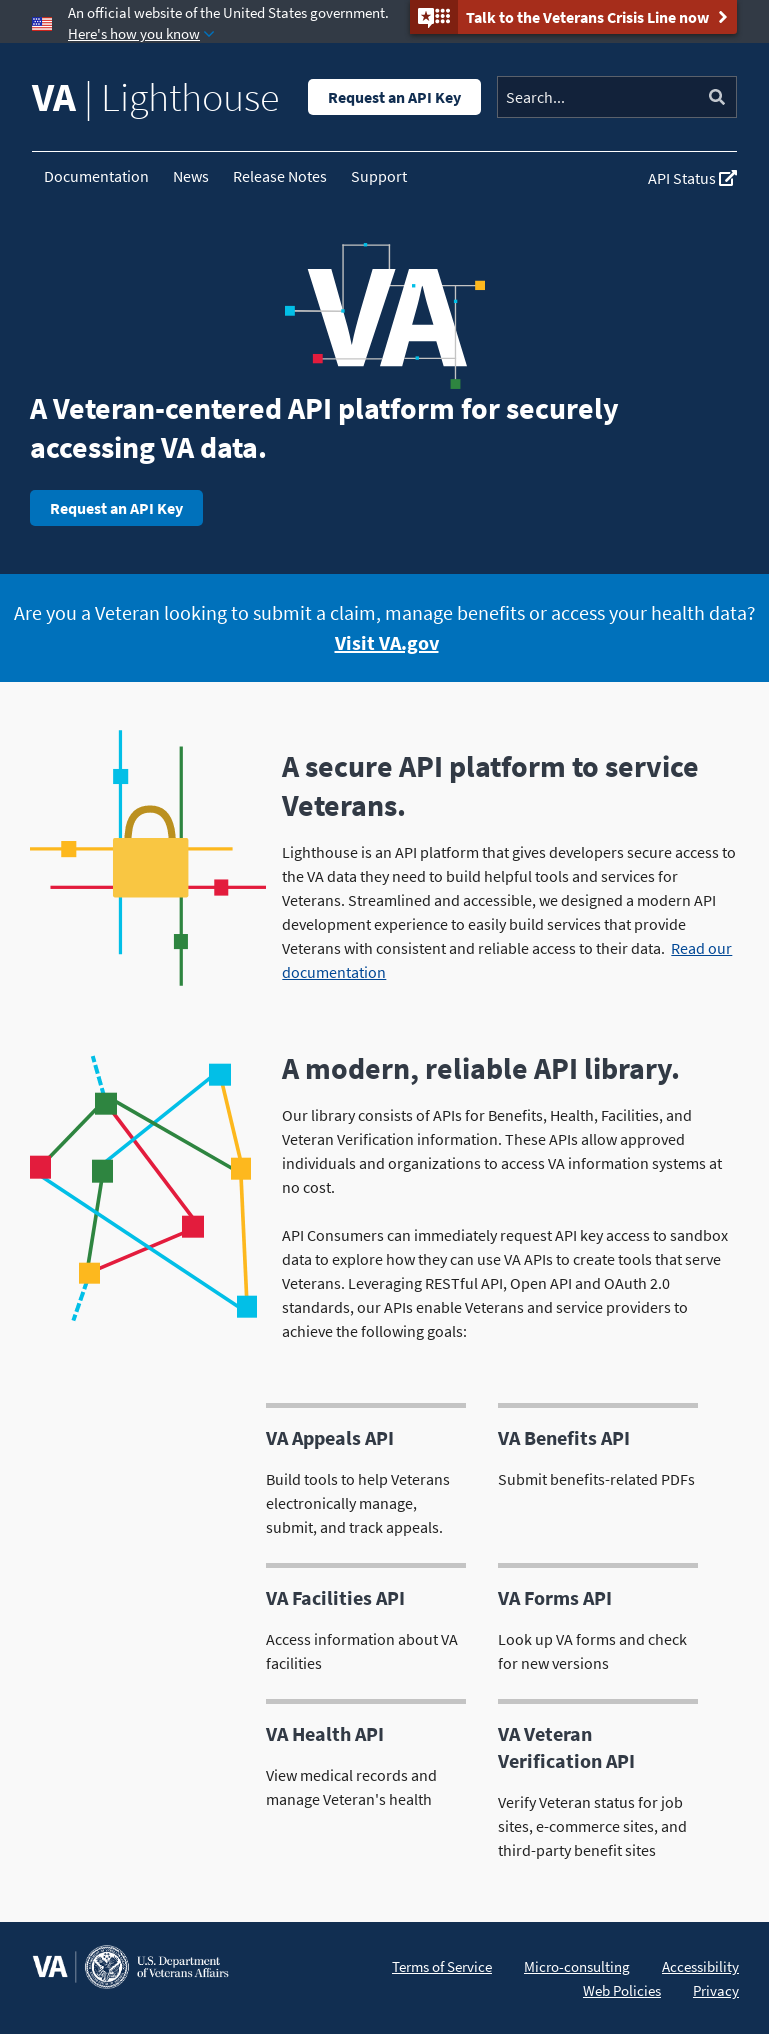 An official website of the United States government.
Here's how you know
Talk to the Veterans Crisis Line now
VA | Lighthouse
Request an API Key
Search...
Documentation
News
Release Notes
Support
API Status
VA
A Veteran-centered API platform for securely
accessing VA data.
Request an API Key
Are you a Veteran looking to submit a claim, manage benefits or access your health data?
Visit VA.gov
A secure API platform to service
Veterans.
Lighthouse is an API platform that gives developers secure access to
the VA data they need to build helpful tools and services for
Veterans. Streamlined and accessible, we designed a modern API
development experience to easily build services that provide
Veterans with consistent and reliable access to their data. Read our
documentation
A modern, reliable API library.
Our library consists of APIs for Benefits, Health, Facilities, and
Veteran Verification information. These APIs allow approved
individuals and organizations to access VA information systems at
no cost.
API Consumers can immediately request API key access to sandbox
data to explore how they can use VA APIs to create tools that serve
Veterans. Leveraging RESTful API, Open API and OAuth 2.0
standards, our APIs enable Veterans and service providers to
achieve the following goals:
VA Appeals API
Build tools to help Veterans
electronically manage,
submit, and track appeals.
VA Benefits API
Submit benefits-related PDFs
VA Facilities API
Access information about VA
facilities
VA Forms API
Look up VA forms and check
for new versions
VA Health API
View medical records and
manage Veteran's health
VA Veteran
Verification API
Verify Veteran status for job
sites, e-commerce sites, and
third-party benefit sites
VA
U.S. Department
of Veterans Affairs
Terms of Service
Micro-consulting
Accessibility
Web Policies
Privacy